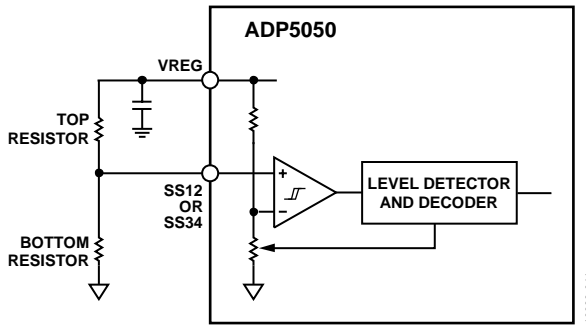 ADP5050
VREG
TOP
RESISTOR
SS12
OR
SS34
+
−
LEVEL DETECTOR
AND DECODER
BOTTOM
RESISTOR